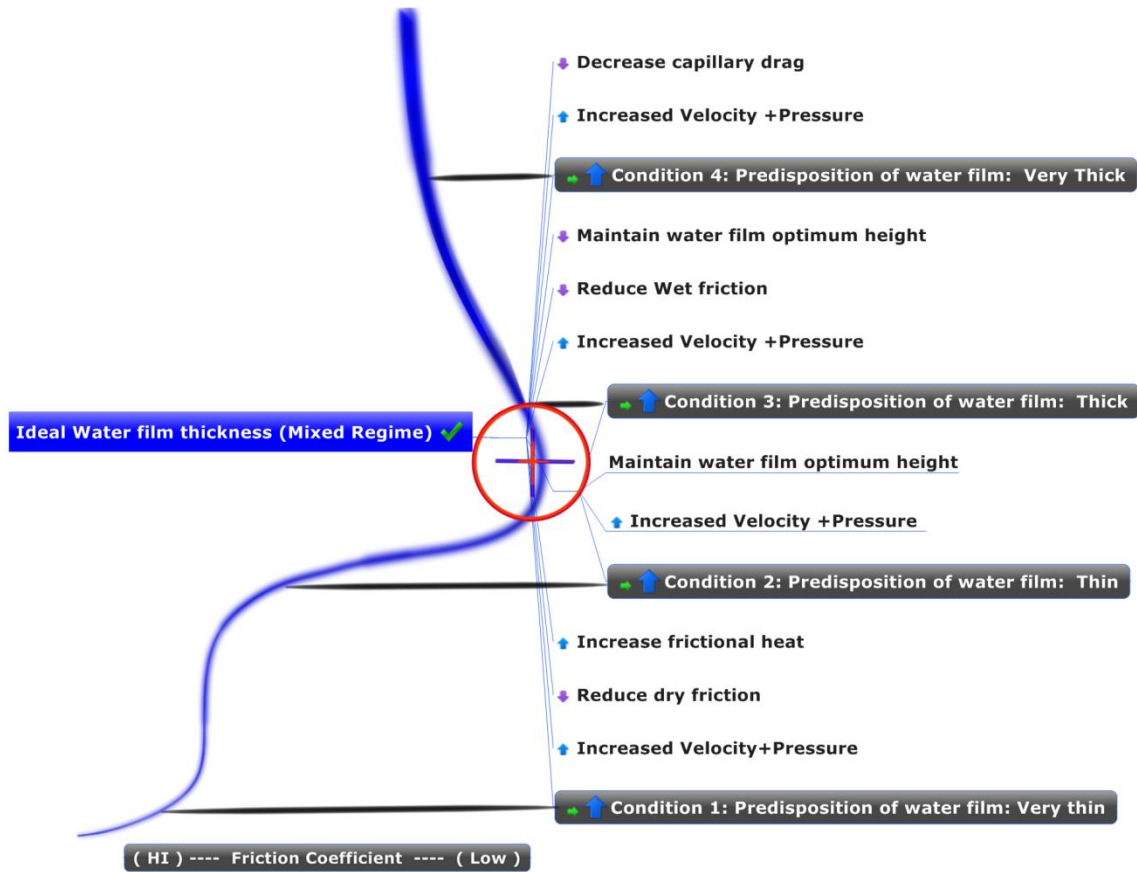 Decrease capillary drag
Increased Velocity +Pressure
Condition 4: Predisposition of water film:  Very Thick
Maintain water film optimum height
Reduce Wet friction
Increased Velocity +Pressure
Condition 3: Predisposition of water film:  Thick
Ideal Water film thickness (Mixed Regime)
Maintain water film optimum height
Increased Velocity +Pressure
Condition 2: Predisposition of water film:  Thin
Increase frictional heat
Reduce dry friction
Increased Velocity+Pressure
Condition 1: Predisposition of water film: Very thin
( HI ) ----  Friction Coefficient  ----  ( Low )